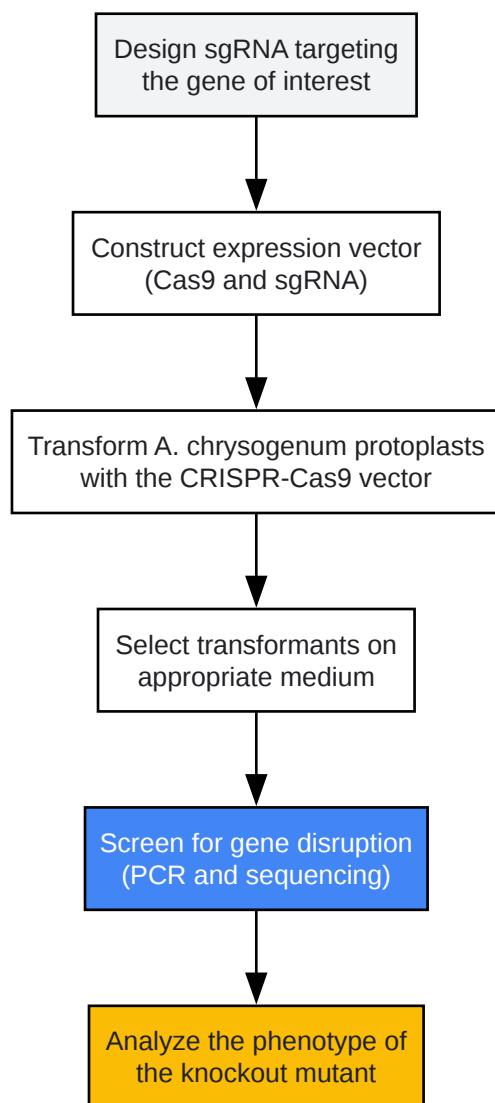 Design sgRNA targeting
the gene of interest
Construct expression vector
(Cas9 and sgRNA)
Transform A. chrysogenum protoplasts
with the CRISPR-Cas9 vector
Select transformants on
appropriate medium
Screen for gene disruption
(PCR and sequencing)
Analyze the phenotype of
the knockout mutant